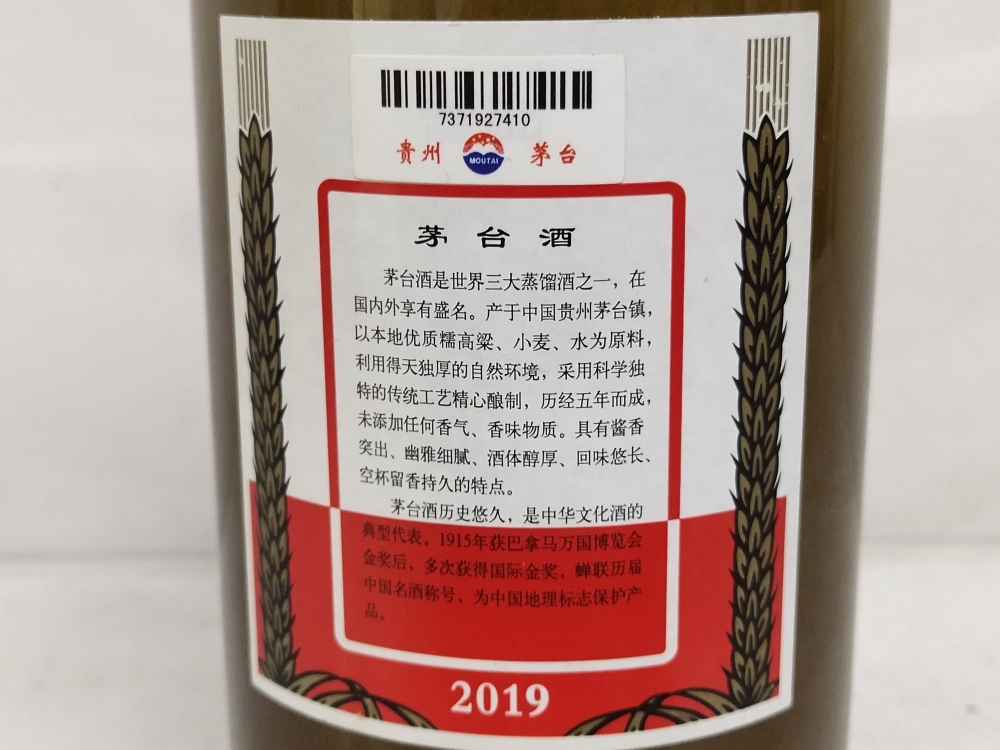 7371927410
贵州 MOUTAI 茅台
茅台酒
茅台酒是世界三大蒸馏酒之一，在
国内外享有盛名。产于中国贵州茅台镇，
以本地优质糯高粱、小麦、水为原料，
利用得天独厚的自然环境，采用科学独
特的传统工艺精心酿制，历经五年而成，
未添加任何香气、香味物质。具有酱香
突出、幽雅细腻、酒体醇厚、回味悠长、
空杯留香持久的特点。
茅台酒历史悠久，是中华文化酒的
典型代表。1915年获巴拿马万国博览会
金奖后，多次获得国际金奖，蝉联历届
中国名酒称号、为中国地理标志保护产
品。
2019